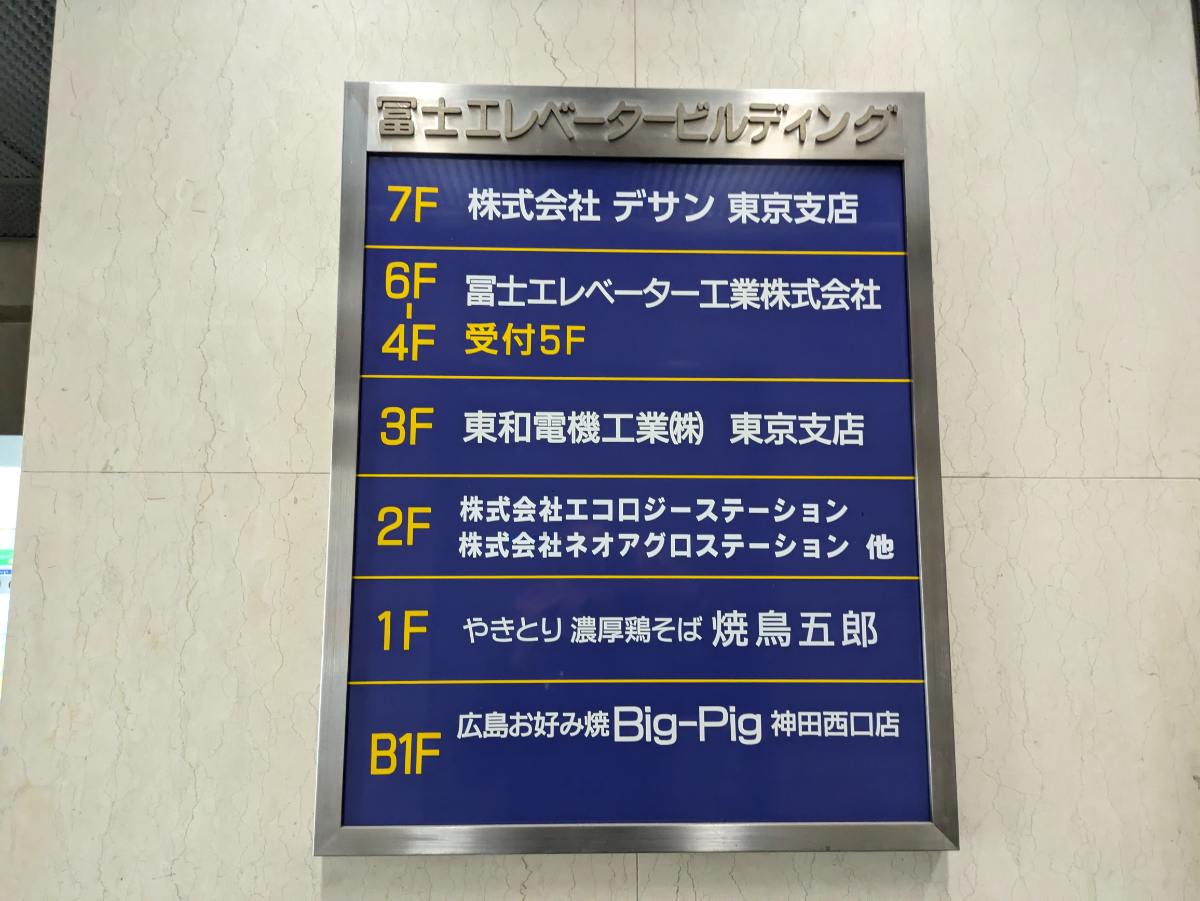 冨士エレベータービルディング
7F 株式会社 デサン 東京支店
6F
冨士エレベーター工業株式会社
4F 受付5F
3F 東和電機工業㈱ 東京支店
2F 株式会社エコロジーステーション
株式会社ネオアグロステーション 他
1F やきとり 濃厚鶏そば 焼鳥五郎
B1F 広島お好み焼 Big-Pig 神田西口店